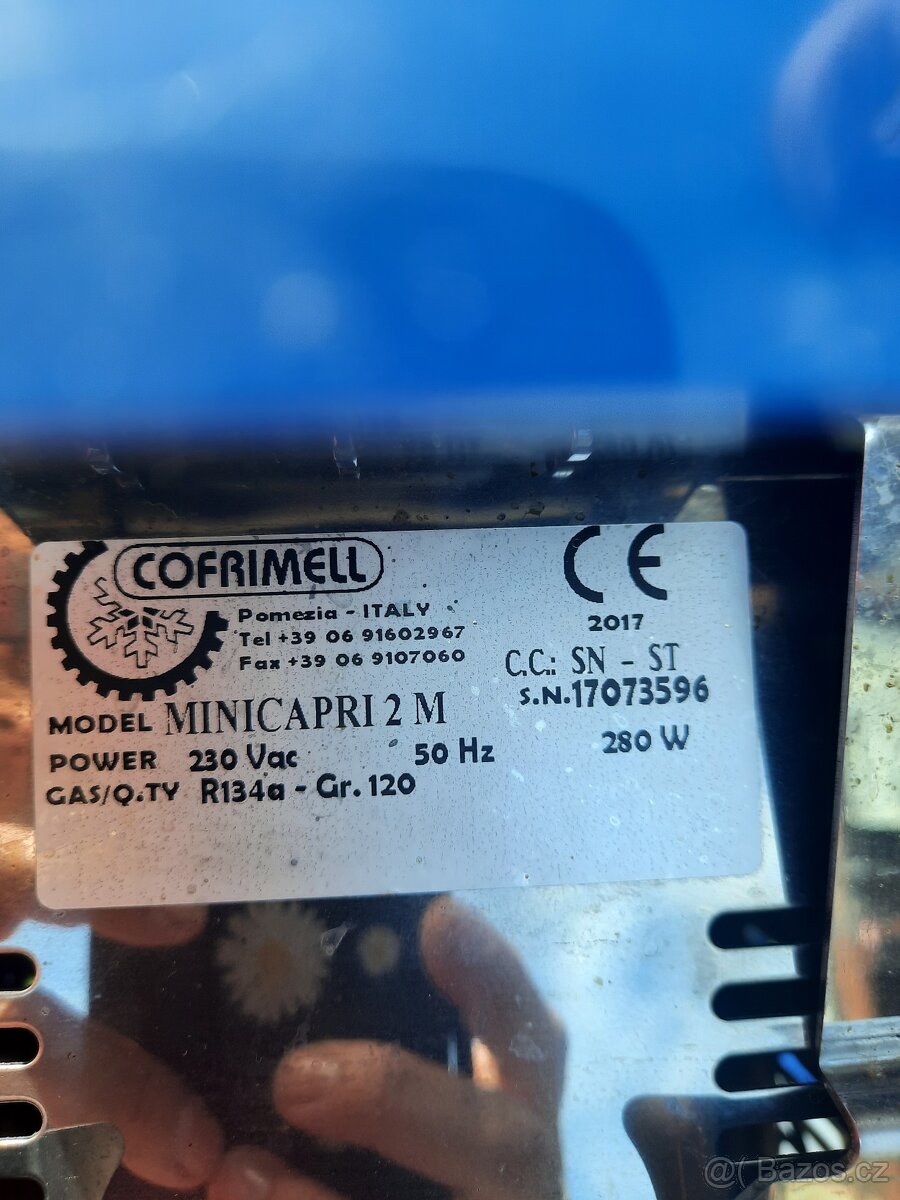 COFRIMELL
Pomezia - ITALY
Tel +39 06 91602967
Fax +39 06 9107060
CE
2017
C.C.: SN - ST
S.N.17073596
MODEL MINICAPRI 2 M
POWER 230 Vac 50 Hz 280 W
GAS/Q.TY R134a - Gr.120
@ Bazos.cz